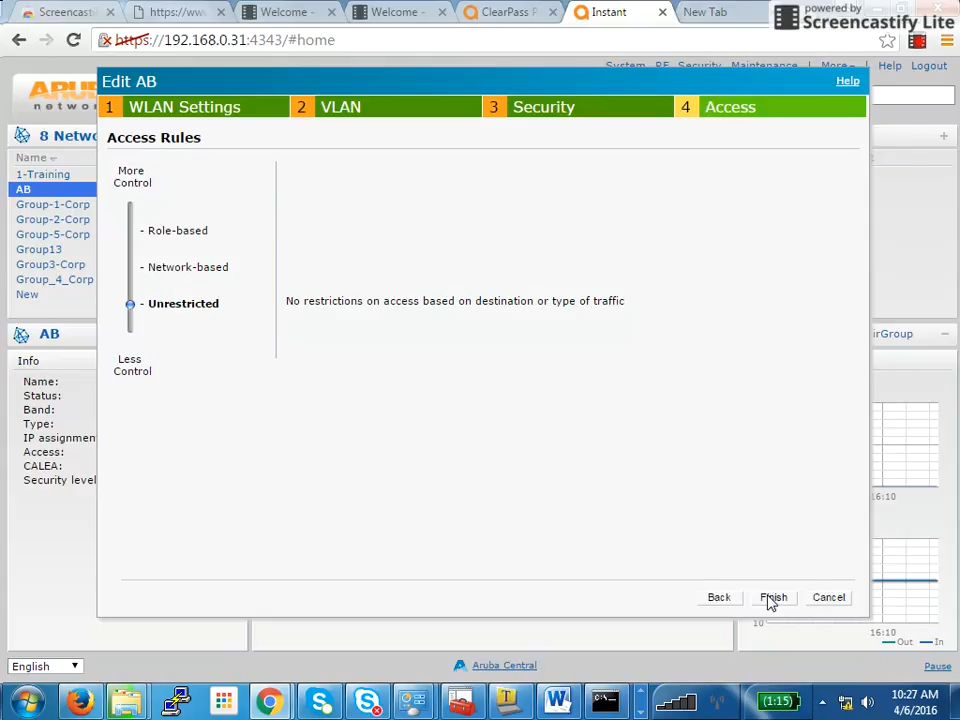 Screencast
https://www.
Welcome -
Welcome -
ClearPass P
Instant
New Tab
powered by
Screencastify Lite
https://192.168.0.31:4343/#home
System RF Security Maintenance More Help Logout
ARUBA
networ
Edit AB
Help
1 WLAN Settings 2 VLAN 3 Security 4 Access
8 Netwo
Access Rules
Name
1-Training
AB
Group-1-Corp
Group-2-Corp
Group-5-Corp
Group13
Group3-Corp
Group_4_Corp
New
More
Control
- Role-based
- Network-based
- Unrestricted
No restrictions on access based on destination or type of traffic
Less
Control
AB
irGroup
Info
Name:
Status:
Band:
Type:
IP assignmen
Access:
CALEA:
Security level
16:10
Back Finish Cancel
10
16:10
Out In
English
Aruba Central
Pause
(1:15)
10:27 AM
4/6/2016